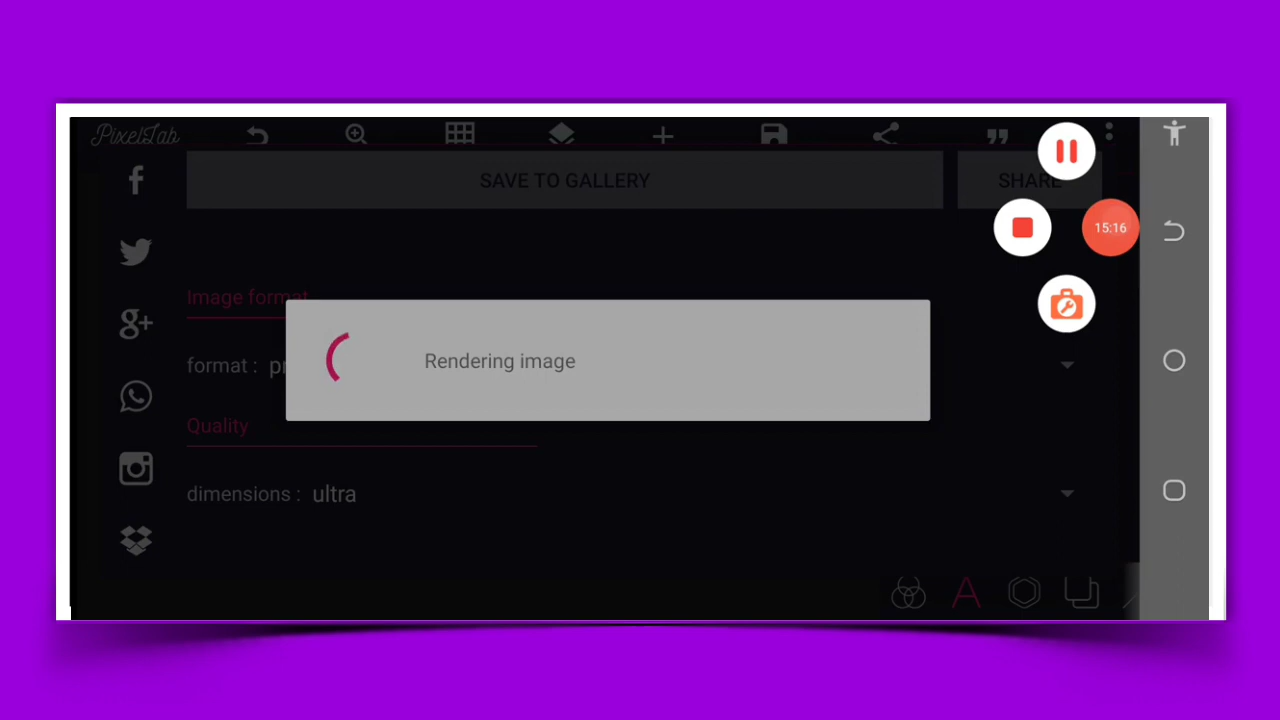 PixelLab
SAVE TO GALLERY
SHARE
15:16
Image format
Rendering image
format :
Quality
dimensions : ultra